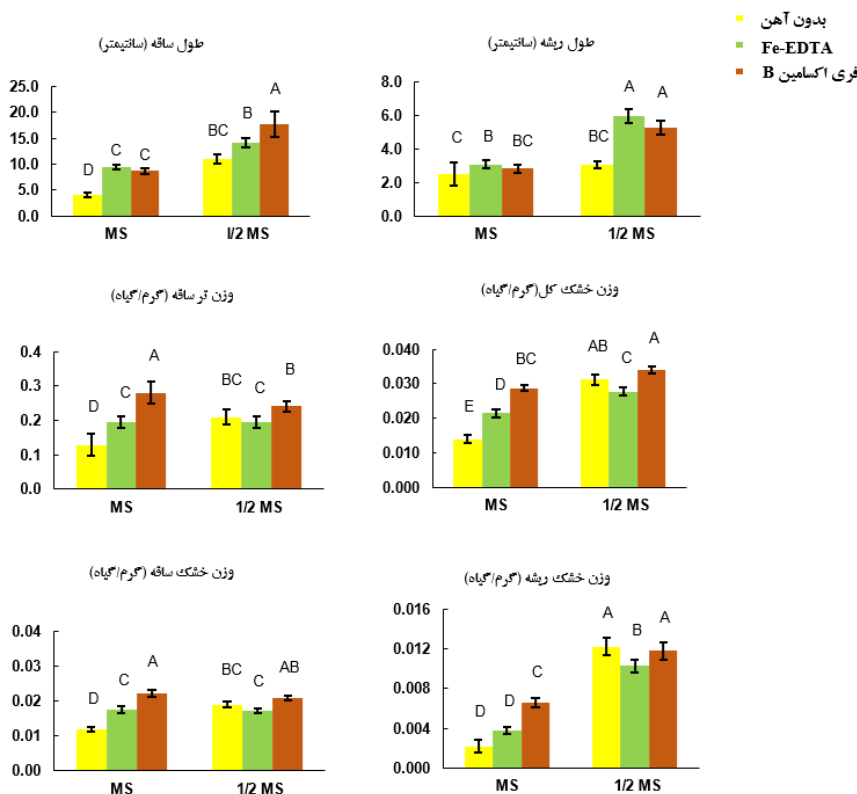 بدون آهن
Fe-EDTA
فری اکسامین B
طول ساقه (سانتیمتر)
25.0
20.0
15.0
10.0
5.0
0.0
D
C
C
BC
B
A
MS
I/2 MS
طول ریشه (سانتیمتر)
8.0
6.0
4.0
2.0
0.0
C
B
BC
BC
A
A
MS
1/2 MS
وزن تر ساقه (گرم/گیاه)
0.4
0.3
0.2
0.1
0.0
D
C
A
BC
C
B
MS
1/2 MS
وزن خشک کل(گرم/گیاه)
0.040
0.030
0.020
0.010
0.000
E
D
BC
AB
C
A
MS
1/2 MS
وزن خشک ساقه (گرم/گیاه)
0.04
0.03
0.02
0.01
0.00
D
C
A
BC
C
AB
MS
1/2 MS
وزن خشک ریشه (گرم/گیاه)
0.016
0.012
0.008
0.004
0.000
D
D
C
A
B
A
MS
1/2 MS